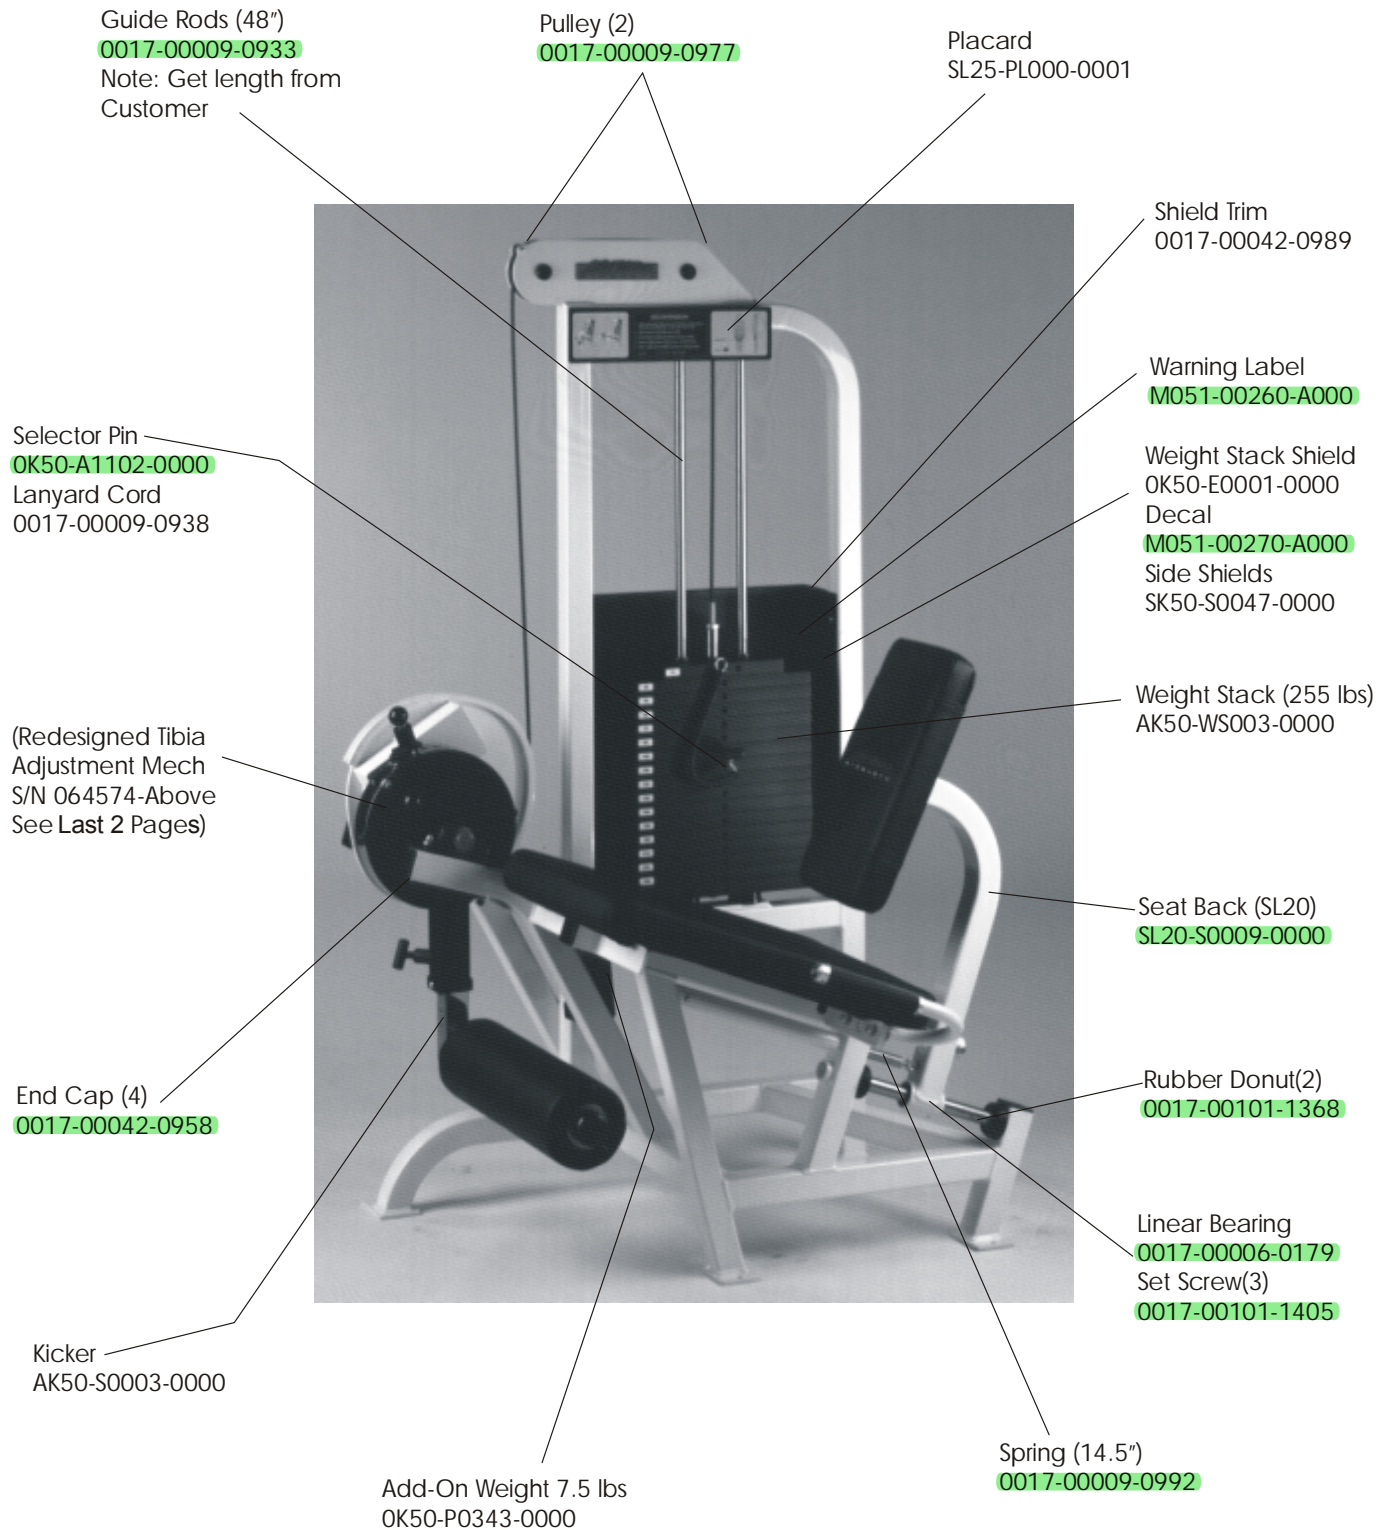 Guide Rods (48")
0017-00009-0933
Note: Get length from
Customer
Pulley (2)
0017-00009-0977
Placard
SL25-PL000-0001
Shield Trim
0017-00042-0989
Warning Label
M051-00260-A000
Selector Pin
0K50-A1102-0000
Lanyard Cord
0017-00009-0938
Weight Stack Shield
0K50-E0001-0000
Decal
M051-00270-A000
Side Shields
SK50-S0047-0000
Weight Stack (255 lbs)
AK50-WS003-0000
(Redesigned Tibia
Adjustment Mech
S/N 064574-Above
See Last 2 Pages)
Seat Back (SL20)
SL20-S0009-0000
End Cap (4)
0017-00042-0958
Rubber Donut(2)
0017-00101-1368
Linear Bearing
0017-00006-0179
Set Screw(3)
0017-00101-1405
Kicker
AK50-S0003-0000
Spring (14.5")
0017-00009-0992
Add-On Weight 7.5 lbs
0K50-P0343-0000